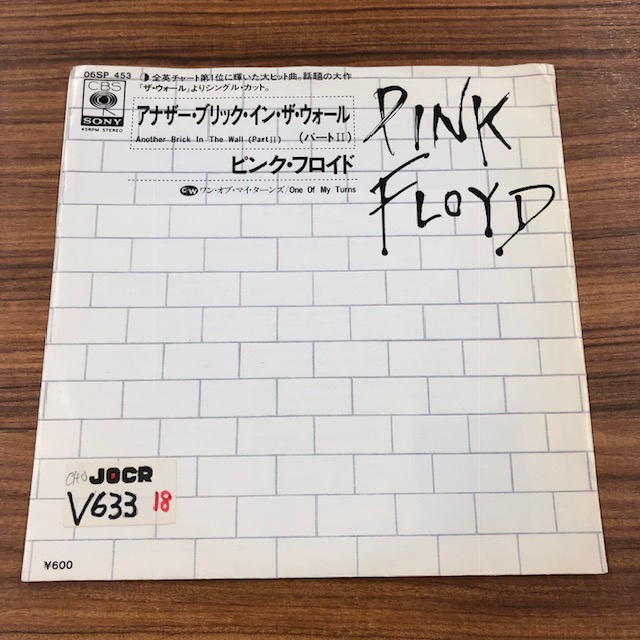 06SP 453
CBS
SONY
45RPM STEREO
全英チャート第1位に輝いた大ヒット曲。話題の大作
「ザ・ウォール」よりシングル・カット。
アナザー・ブリック・イン・ザ・ウォール
Another Brick In The Wall (Part II)
(パートII)
ピンク・フロイド
C/W ワン・オブ・マイ・ターンズ/One Of My Turns
PINK
FLOYD
JOCR
V633 18
¥600